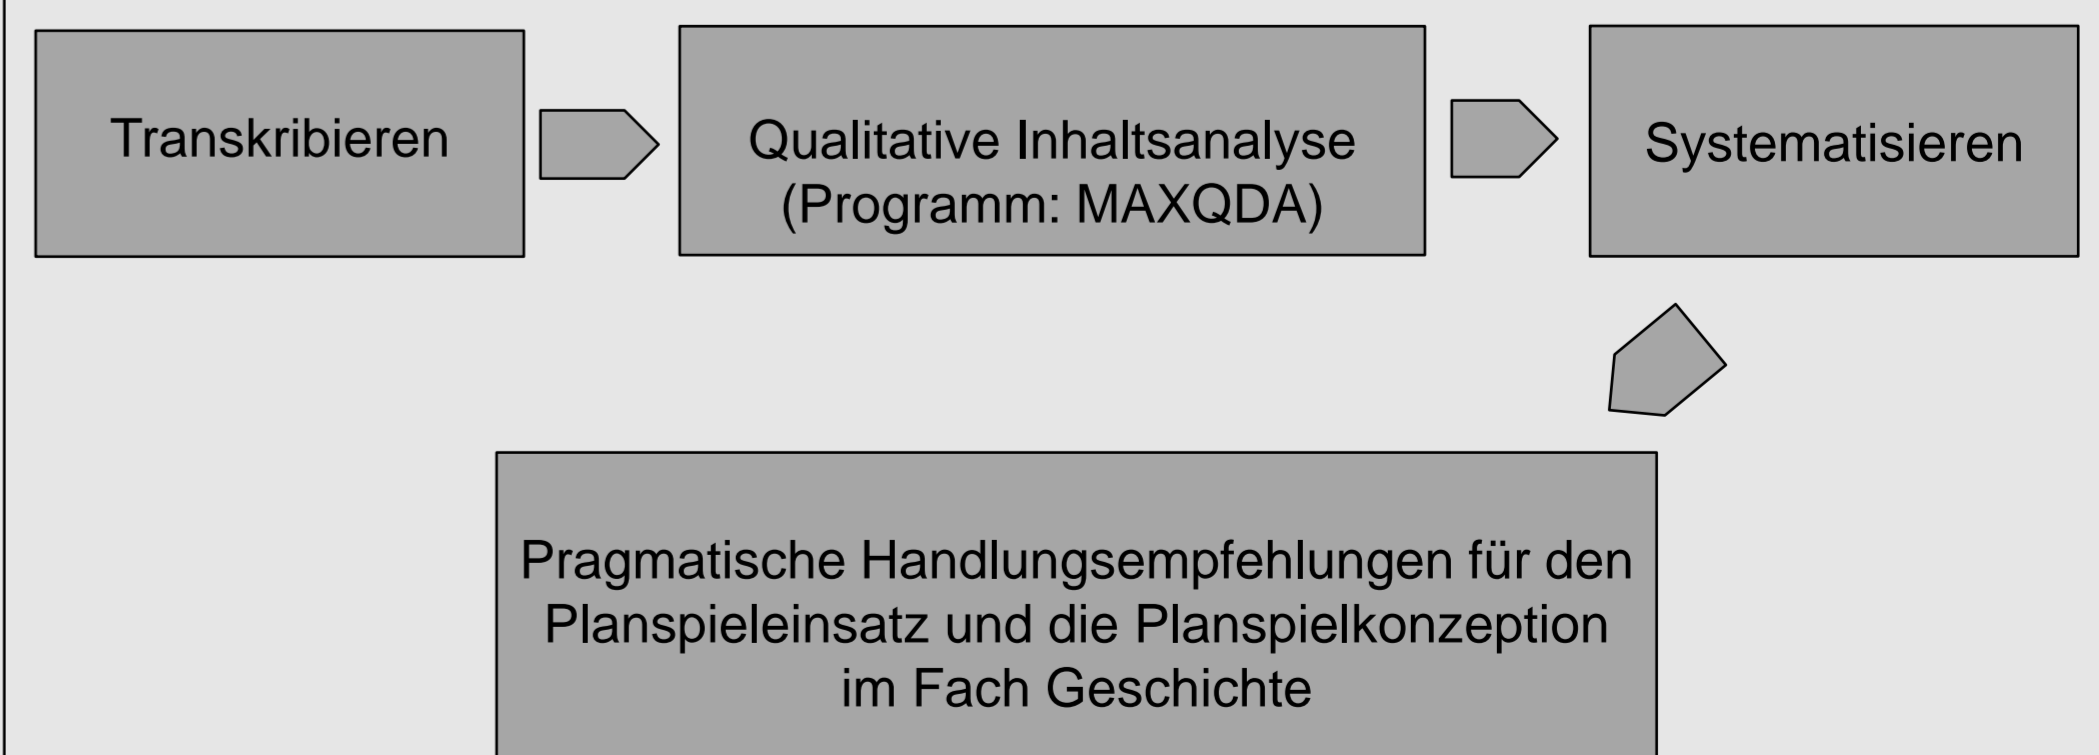 Transkribieren
Qualitative Inhaltsanalyse
(Programm: MAXQDA)
Systematisieren
Pragmatische Handlungsempfehlungen für den
Planspieleinsatz und die Planspielkonzeption
im Fach Geschichte